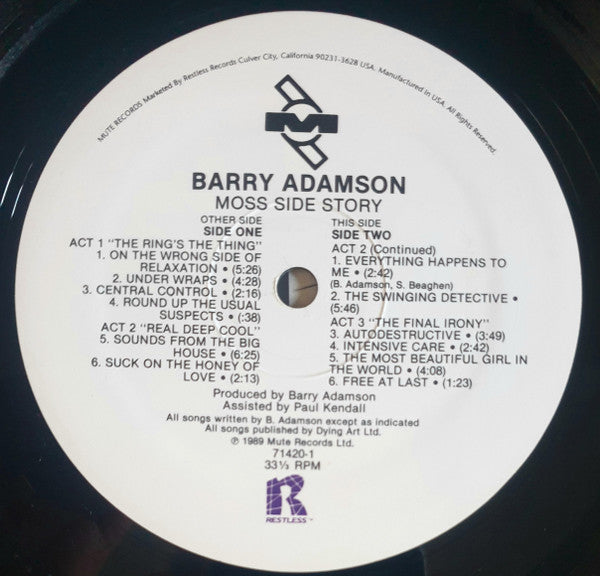 MUTE RECORDS Marketed By Restless Records Culver City, California 90231-3628 USA. Manufactured in USA. All Rights Reserved.
M
BARRY ADAMSON
MOSS SIDE STORY
OTHER SIDE
SIDE ONE
ACT 1 "THE RING'S THE THING"
1. ON THE WRONG SIDE OF
RELAXATION • (5:26)
2. UNDER WRAPS • (4:28)
3. CENTRAL CONTROL • (2:16)
4. ROUND UP THE USUAL
SUSPECTS • (:38)
ACT 2 "REAL DEEP COOL"
5. SOUNDS FROM THE BIG
HOUSE • (6:25)
6. SUCK ON THE HONEY OF
LOVE • (2:13)
THIS SIDE
SIDE TWO
ACT 2 (Continued)
1. EVERYTHING HAPPENS TO
ME • (2:42)
(B. Adamson, S. Beaghen)
2. THE SWINGING DETECTIVE •
(5:46)
ACT 3 "THE FINAL IRONY"
3. AUTODESTRUCTIVE • (3:49)
4. INTENSIVE CARE • (2:42)
5. THE MOST BEAUTIFUL GIRL IN
THE WORLD • (4:08)
6. FREE AT LAST • (1:23)
Produced by Barry Adamson
Assisted by Paul Kendall
All songs written by B. Adamson except as indicated
All songs published by Dying Art Ltd.
℗ 1989 Mute Records Ltd.
71420-1
33⅓ RPM
R
RESTLESS™